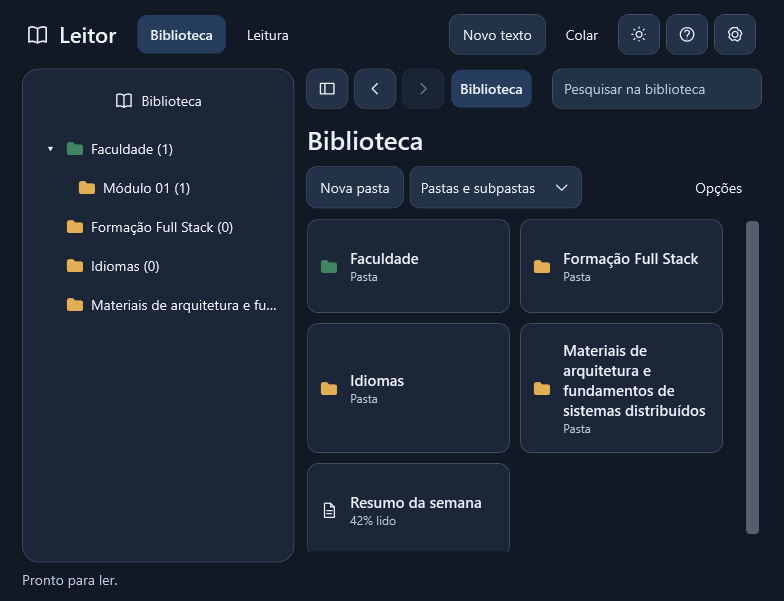 Leitor
Biblioteca
Leitura
Novo texto
Colar
Biblioteca
Faculdade (1)
Módulo 01 (1)
Formação Full Stack (0)
Idiomas (0)
Materiais de arquitetura e fu...
Biblioteca
Pesquisar na biblioteca
Biblioteca
Nova pasta
Pastas e subpastas
Opções
Faculdade
Pasta
Formação Full Stack
Pasta
Idiomas
Pasta
Materiais de
arquitetura e
fundamentos de
sistemas distribuídos
Pasta
Resumo da semana
42% lido
Pronto para ler.